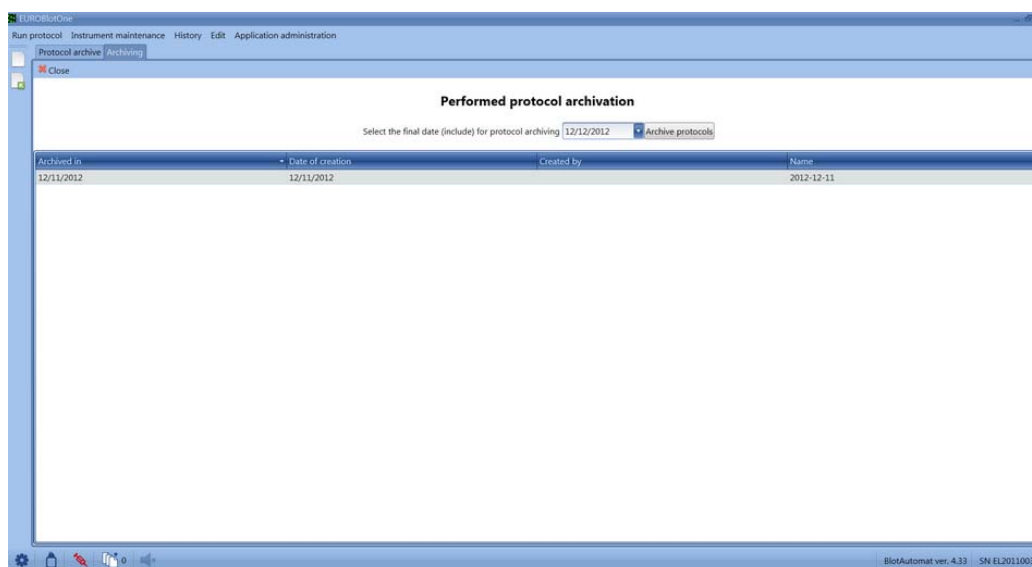 EUROBlotOne
Run protocol Instrument maintenance History Edit Application administration
Protocol archive Archiving
Close
Performed protocol archivation
Select the final date (include) for protocol archiving 12/12/2012 Archive protocols
Archived in Date of creation Created by Name
12/11/2012 12/11/2012 2012-12-11
0 BlotAutomat ver. 4.33 SN EL201100